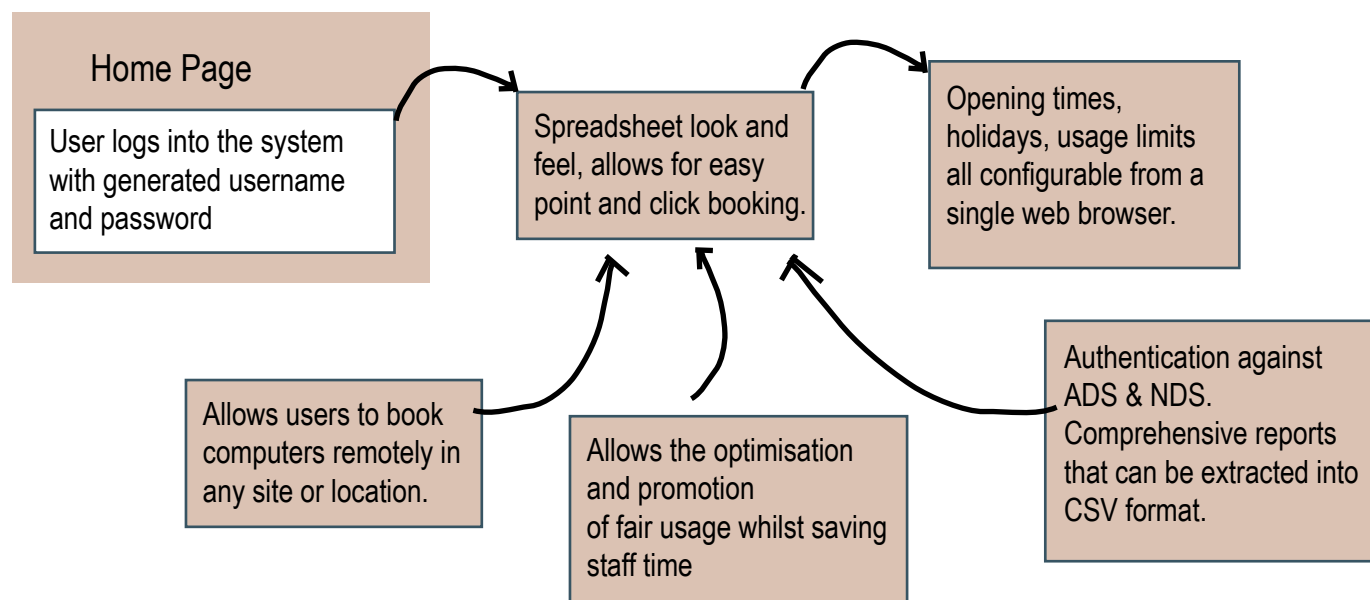 Home Page
User logs into the system
with generated username
and password
Spreadsheet look and
feel, allows for easy
point and click booking.
Opening times,
holidays, usage limits
all configurable from a
single web browser.
Allows users to book
computers remotely in
any site or location.
Allows the optimisation
and promotion
of fair usage whilst saving
staff time
Authentication against
ADS & NDS.
Comprehensive reports
that can be extracted into
CSV format.